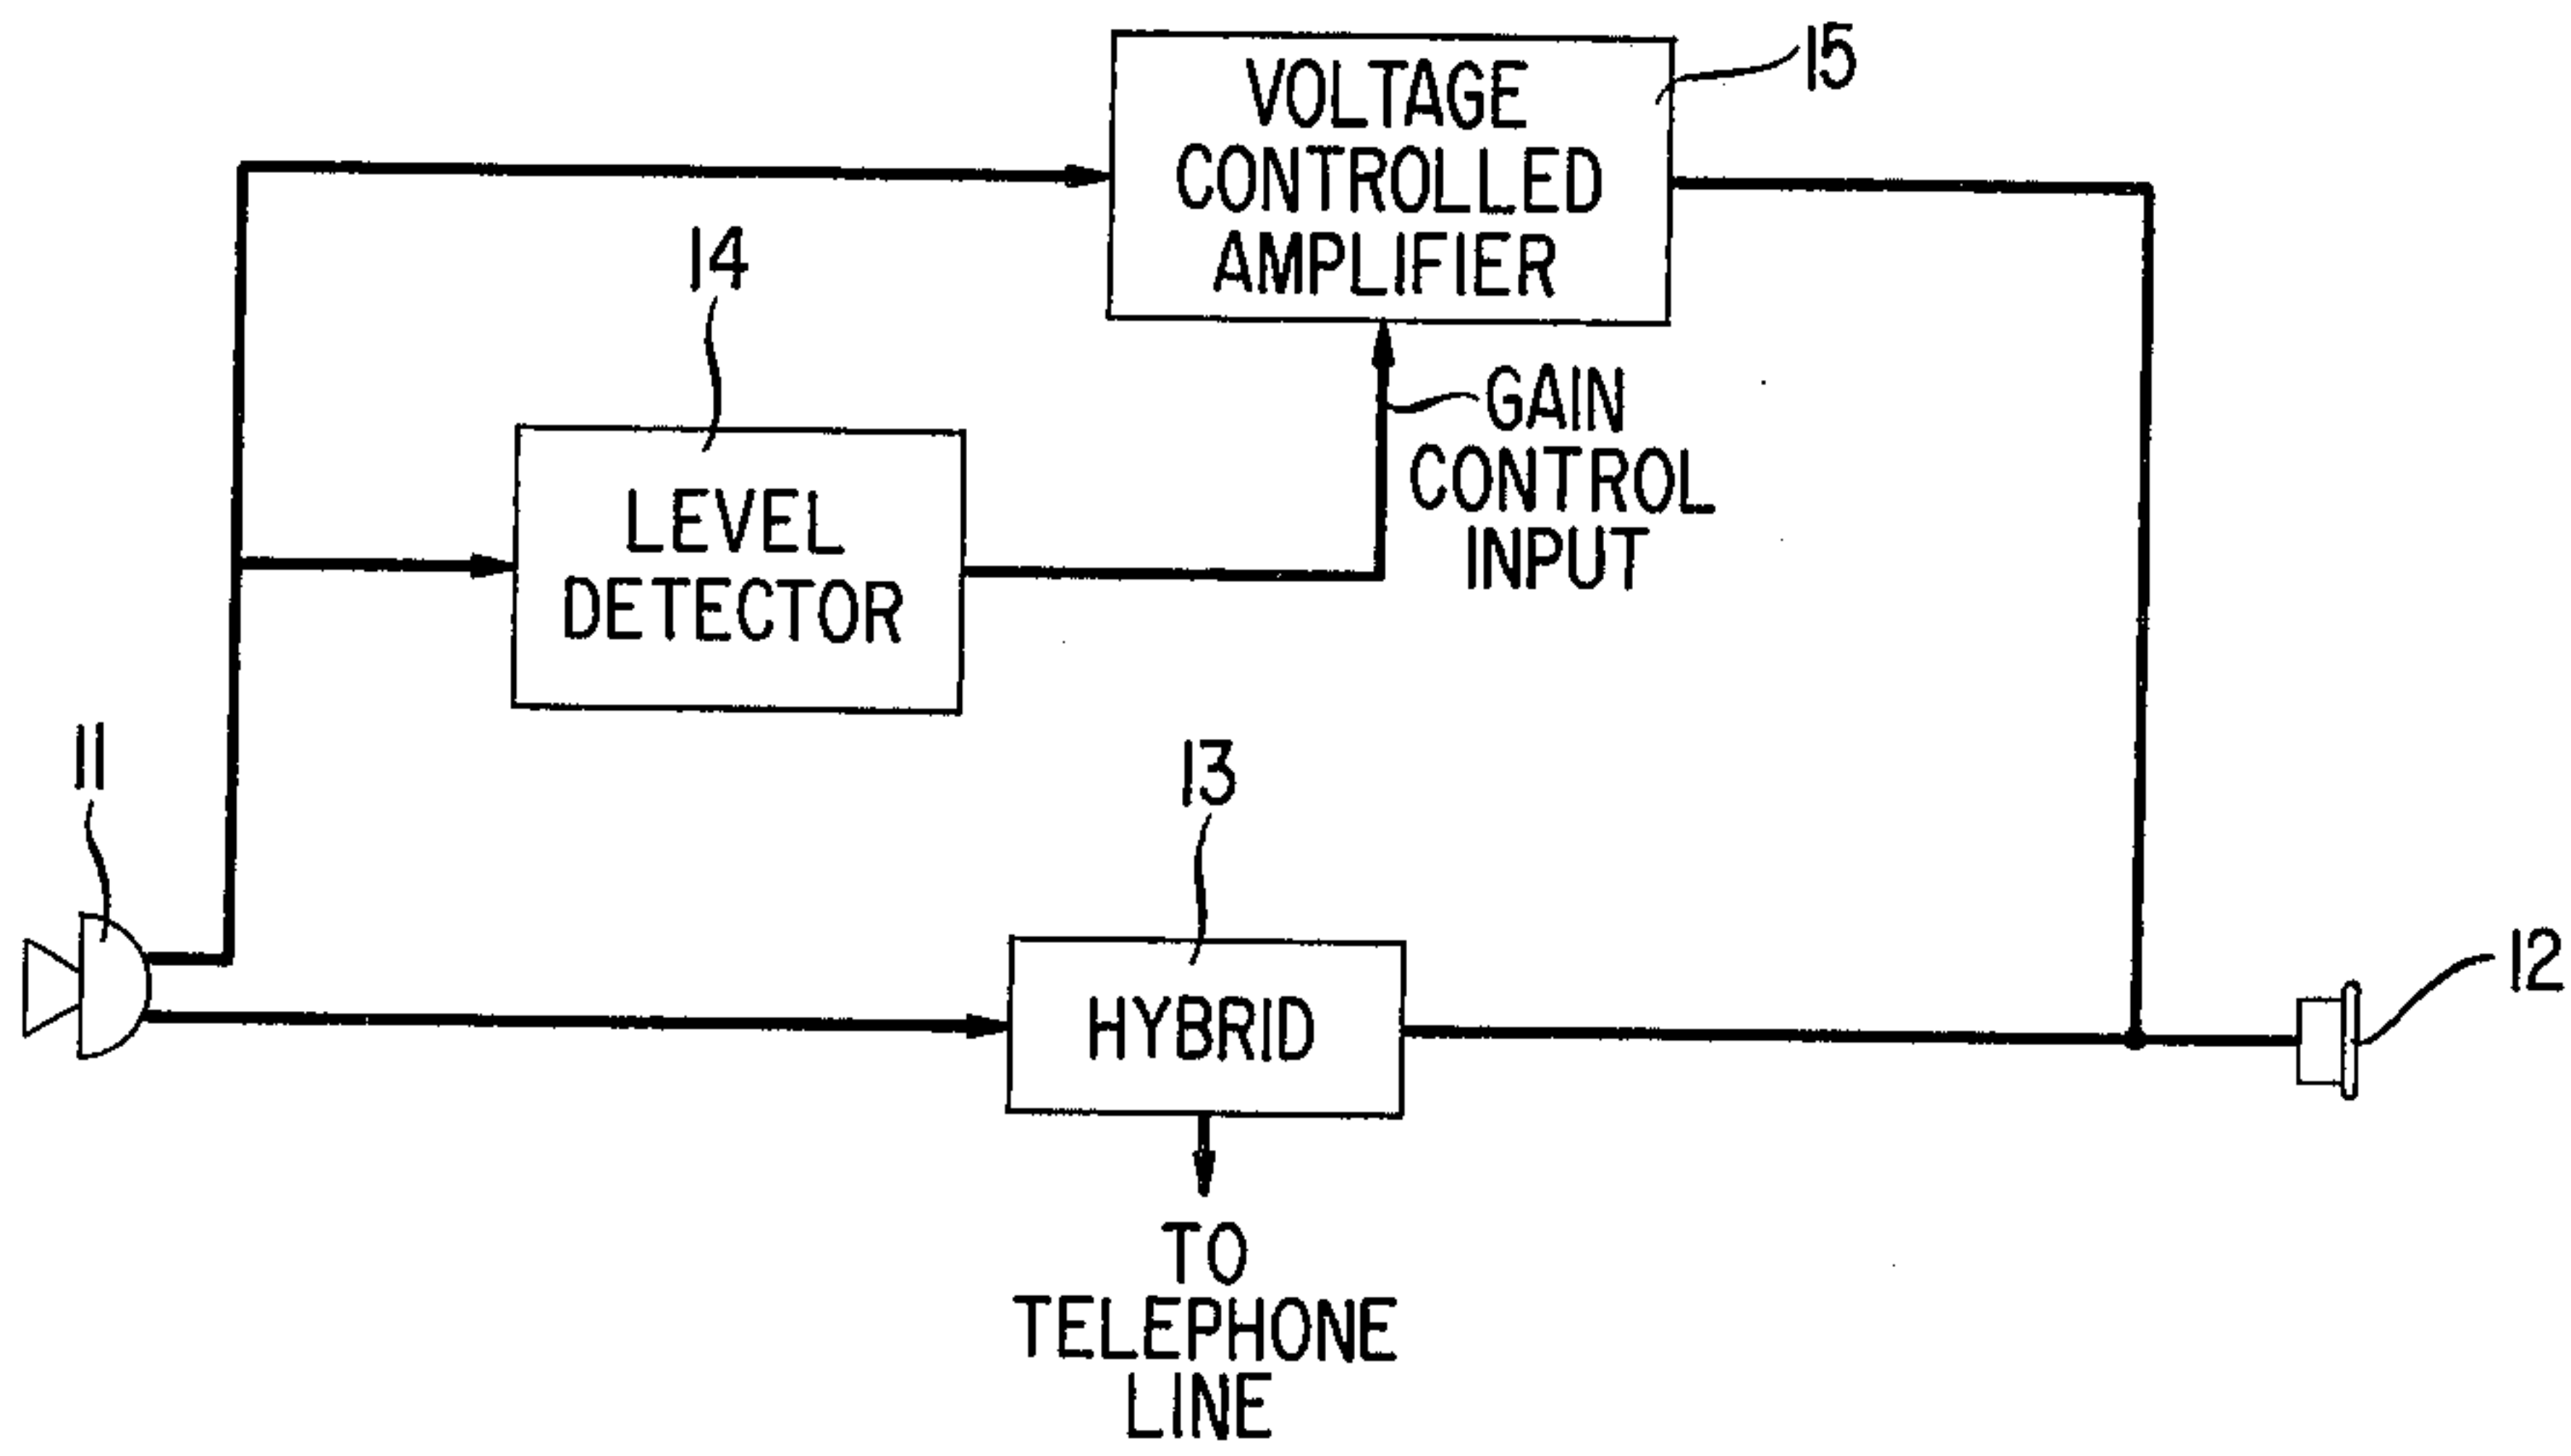 15
VOLTAGE
CONTROLLED
AMPLIFIER
14
GAIN
CONTROL
INPUT
LEVEL
DETECTOR
11
13
12
HYBRID
TO
TELEPHONE
LINE